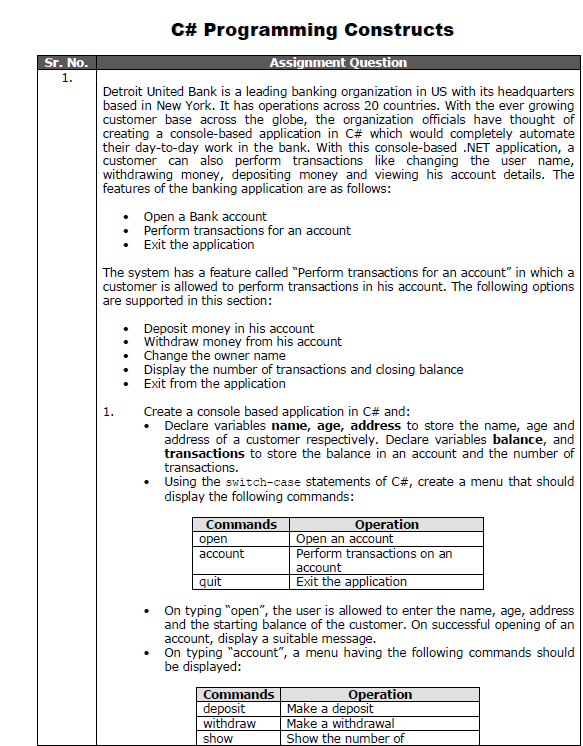 C# Programming Constructs
Sr. No. Assignment Question
1.
Detroit United Bank is a leading banking organization in US with its headquarters
based in New York. It has operations across 20 countries. With the ever growing
customer base across the globe, the organization officials have thought of
creating a console-based application in C# which would completely automate
their day-to-day work in the bank. With this console-based .NET application, a
customer can also perform transactions like changing the user name,
withdrawing money, depositing money and viewing his account details. The
features of the banking application are as follows:
• Open a Bank account
• Perform transactions for an account
• Exit the application
The system has a feature called “Perform transactions for an account” in which a
customer is allowed to perform transactions in his account. The following options
are supported in this section:
• Deposit money in his account
• Withdraw money from his account
• Change the owner name
• Display the number of transactions and closing balance
• Exit from the application
1. Create a console based application in C# and:
• Declare variables name, age, address to store the name, age and
address of a customer respectively. Declare variables balance, and
transactions to store the balance in an account and the number of
transactions.
• Using the switch-case statements of C#, create a menu that should
display the following commands:
Commands Operation
open Open an account
account Perform transactions on an
account
quit Exit the application
• On typing “open”, the user is allowed to enter the name, age, address
and the starting balance of the customer. On successful opening of an
account, display a suitable message.
• On typing “account”, a menu having the following commands should
be displayed:
Commands Operation
deposit Make a deposit
withdraw Make a withdrawal
show Show the number of